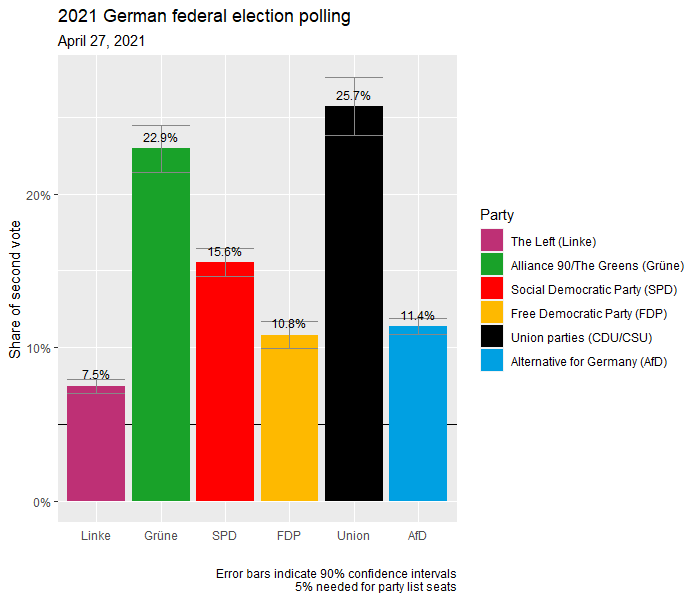 2021 German federal election polling
April 27, 2021
Share of second vote
20%
10%
0%
7.5%
22.9%
15.6%
10.8%
25.7%
11.4%
Linke
Grüne
SPD
FDP
Union
AfD
Party
The Left (Linke)
Alliance 90/The Greens (Grüne)
Social Democratic Party (SPD)
Free Democratic Party (FDP)
Union parties (CDU/CSU)
Alternative for Germany (AfD)
Error bars indicate 90% confidence intervals
5% needed for party list seats